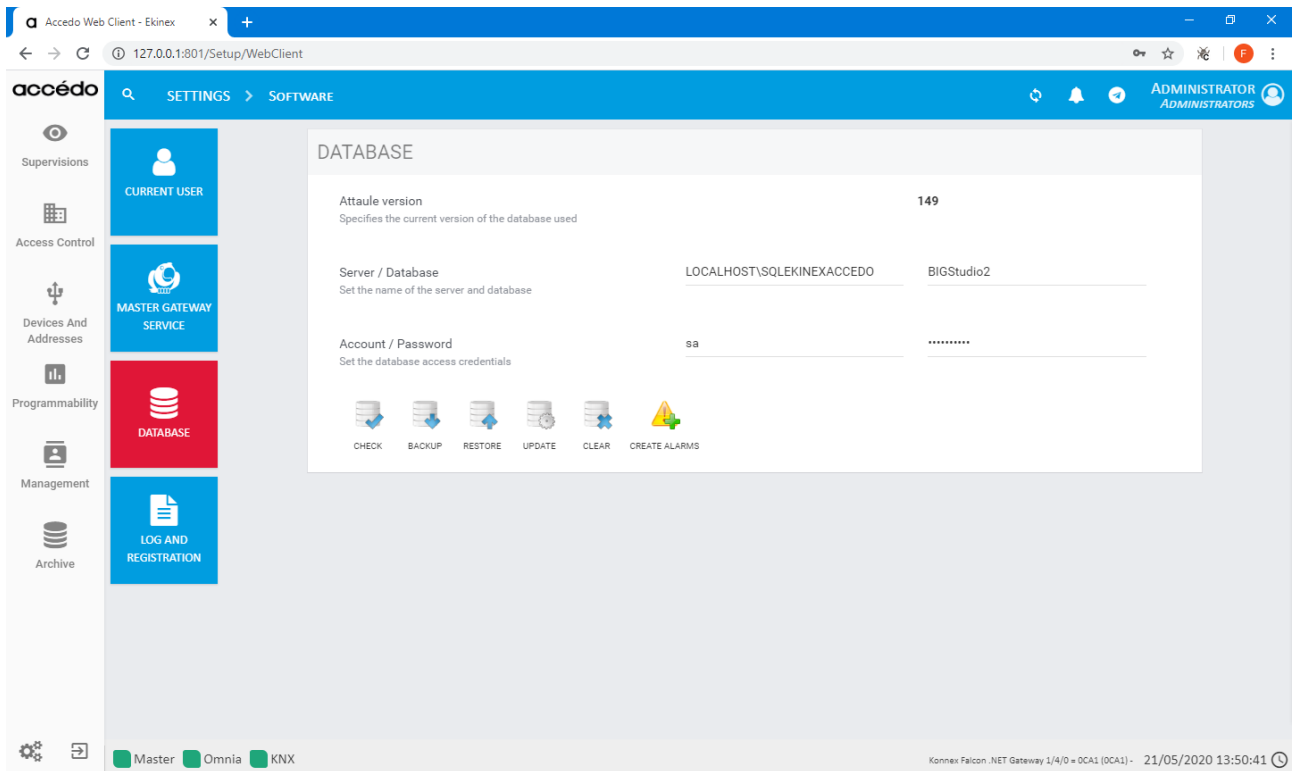 Accedo Web Client - Ekinex
127.0.0.1:801/Setup/WebClient
F
accédo
SETTINGS > SOFTWARE
ADMINISTRATOR
ADMINISTRATORS
Supervisions
Access Control
Devices And
Addresses
Programmability
Management
Archive
CURRENT USER
MASTER GATEWAY
SERVICE
DATABASE
LOG AND
REGISTRATION
DATABASE
Attaule version 149
Specifies the current version of the database used
Server / Database LOCALHOST\SQLEKINEXACCEDO BIGStudio2
Set the name of the server and database
Account / Password sa ••••••••••
Set the database access credentials
CHECK BACKUP RESTORE UPDATE CLEAR CREATE ALARMS
Master Omnia KNX
Konnex Falcon .NET Gateway 1/4/0 = 0CA1 (0CA1) - 21/05/2020 13:50:41